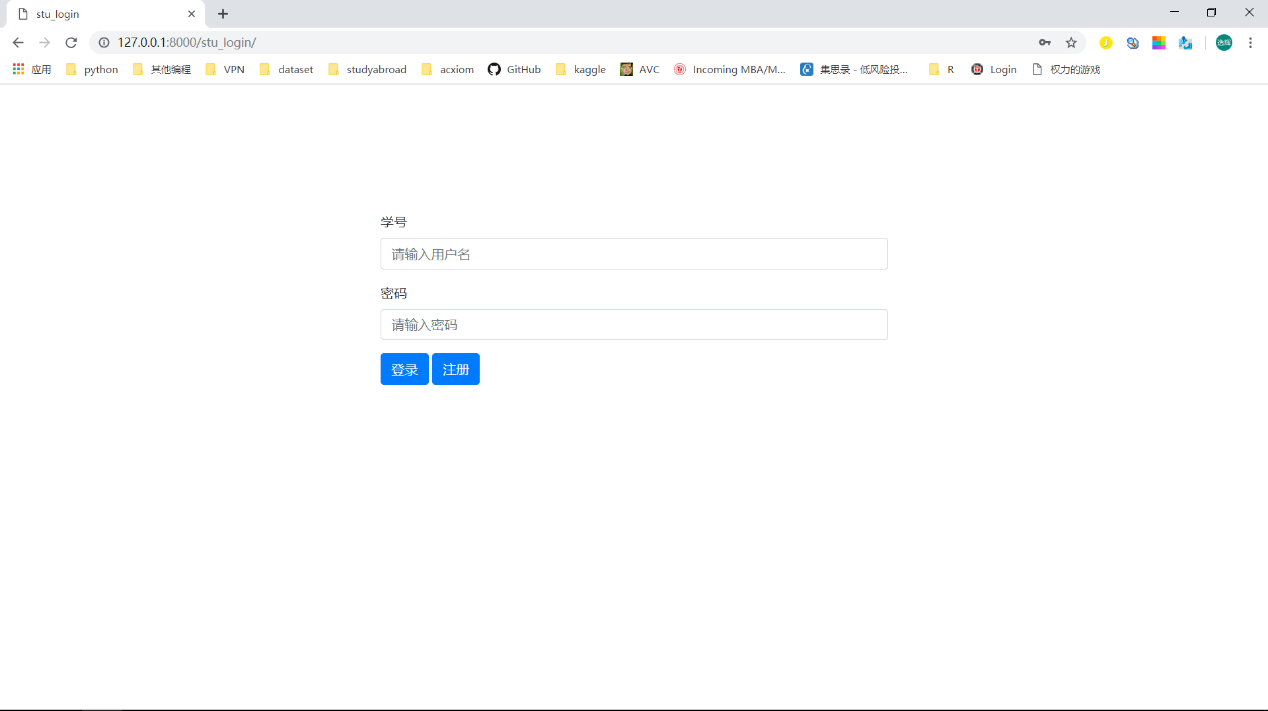 stu_login
127.0.0.1:8000/stu_login/
应用 python 其他编程 VPN dataset studyabroad acxiom GitHub kaggle AVC Incoming MBA/M... 集思录 - 低风险投... R Login 权力的游戏
学号
请输入用户名
密码
请输入密码
登录 注册